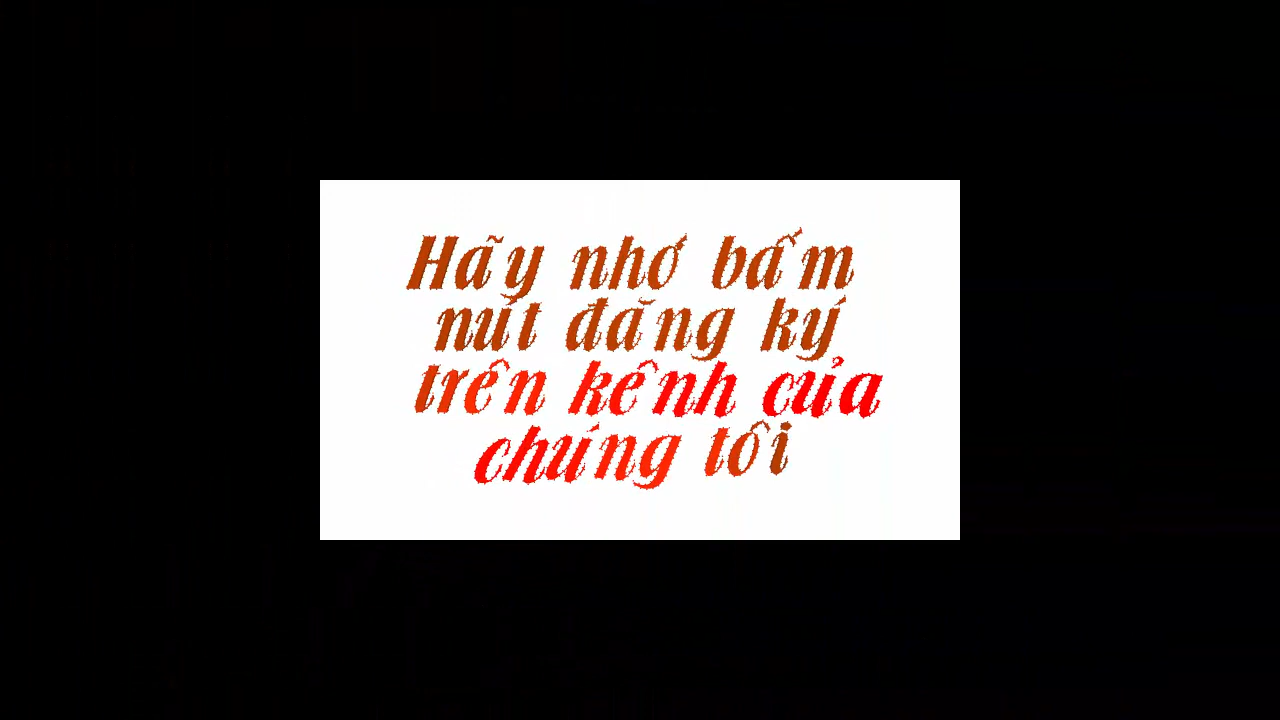 Hãy nhớ bấm
nút đăng ký
trên kênh của
chúng tôi